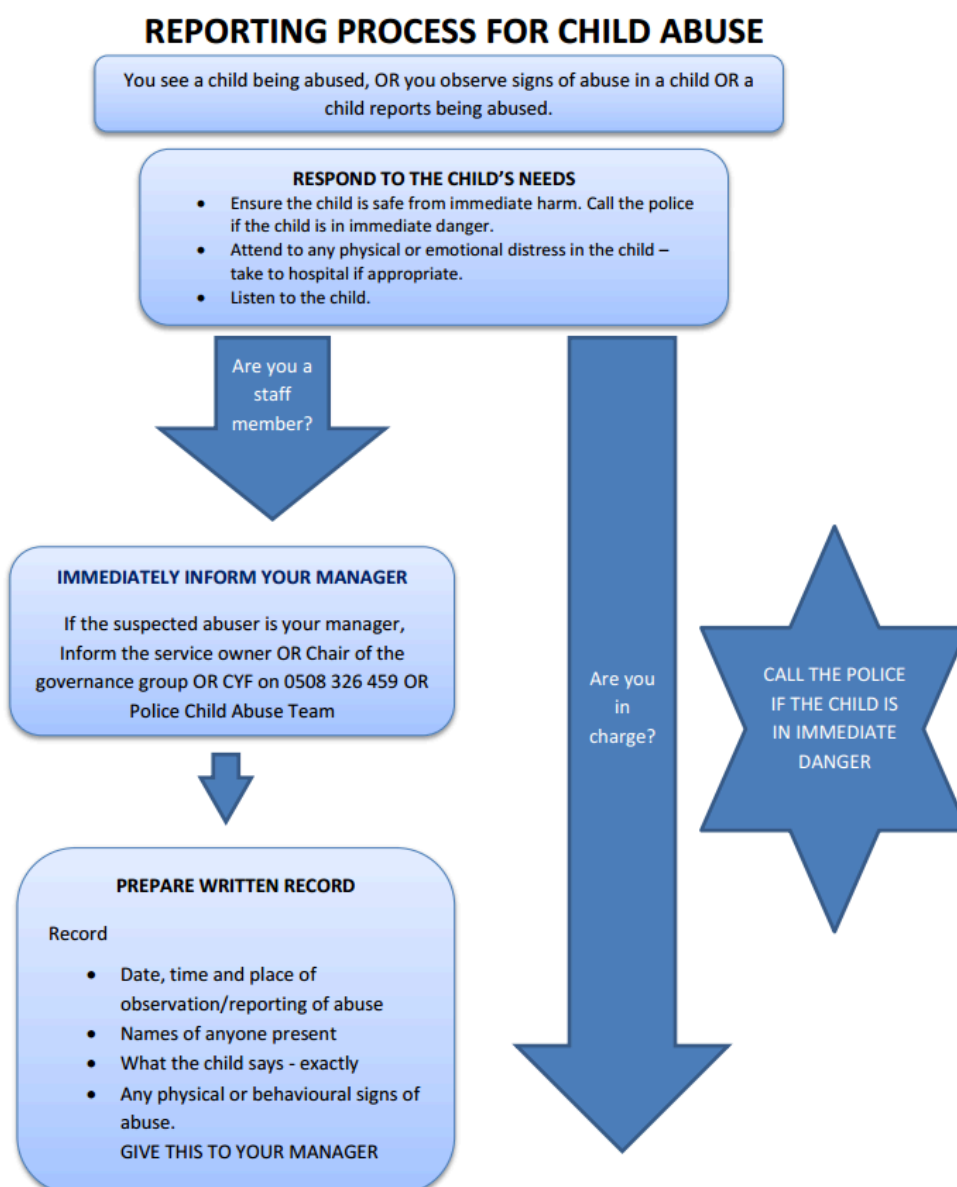 REPORTING PROCESS FOR CHILD ABUSE
You see a child being abused, OR you observe signs of abuse in a child OR a
child reports being abused.
RESPOND TO THE CHILD'S NEEDS
• Ensure the child is safe from immediate harm. Call the police
if the child is in immediate danger.
• Attend to any physical or emotional distress in the child –
take to hospital if appropriate.
• Listen to the child.
Are you a
staff
member?
IMMEDIATELY INFORM YOUR MANAGER
If the suspected abuser is your manager,
Inform the service owner OR Chair of the
governance group OR CYF on 0508 326 459 OR
Police Child Abuse Team
Are you
in
charge?
CALL THE POLICE
IF THE CHILD IS
IN IMMEDIATE
DANGER
PREPARE WRITTEN RECORD
Record
• Date, time and place of
observation/reporting of abuse
• Names of anyone present
• What the child says - exactly
• Any physical or behavioural signs of
abuse.
GIVE THIS TO YOUR MANAGER